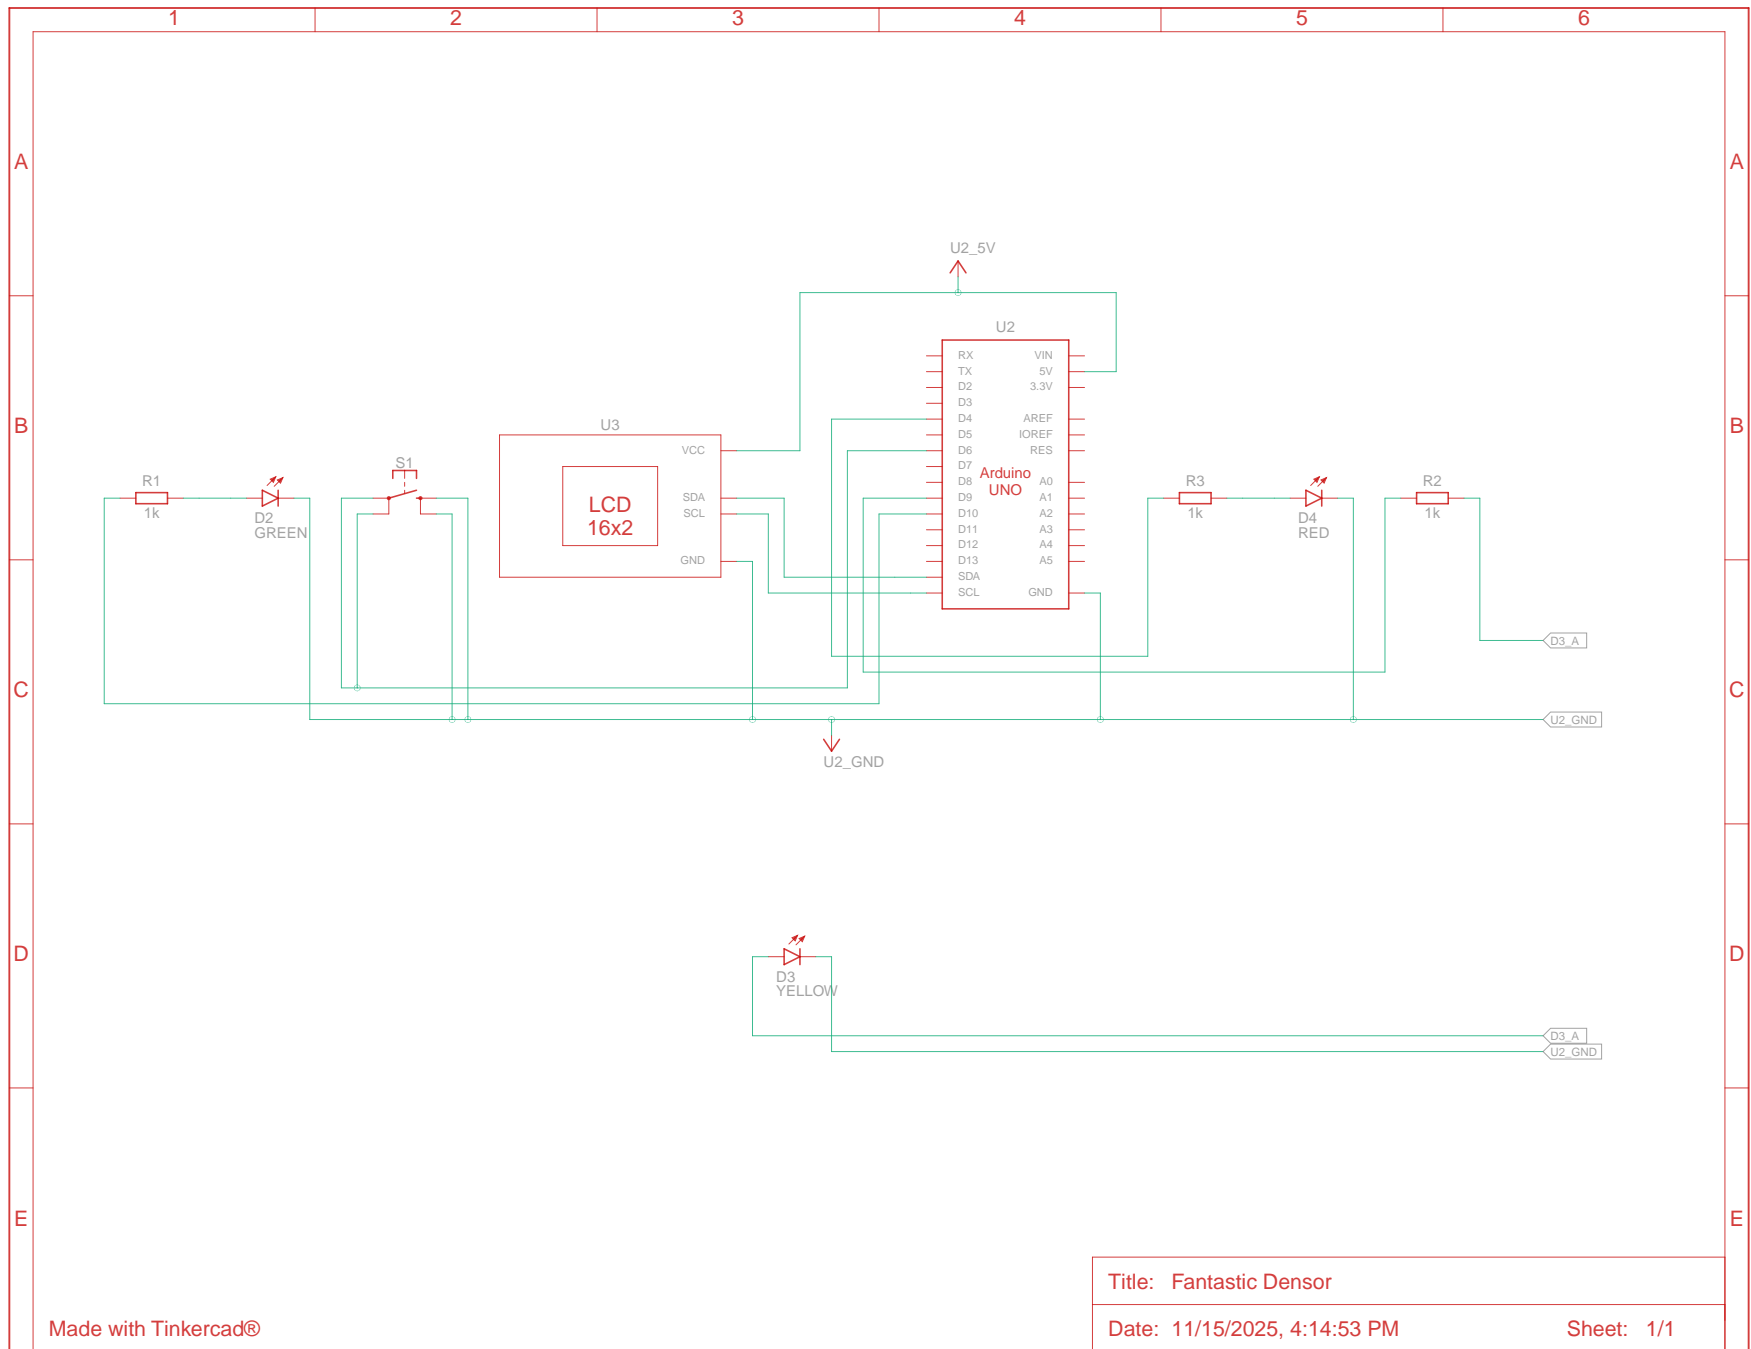 1 2 3 4 5 6
A A
U2_5V
U2
RX VIN
TX 5V
D2 3.3V
D3
D4 AREF
B B
U3
D5 IOREF
VCC D6 RES
S1
D7
Arduino
R1 R3 R2
D8 A0
UNO
LCD
SDA D9 A1
1k 1k 1k
SCL D10 A2
D2 D4
16x2
GREEN RED
D11 A3
D12 A4
GND D13 A5
SDA
SCL GND
D3_A
C C
U2_GND
U2_GND
D D
D3
YELLOW
D3_A
U2_GND
E E
Title: Fantastic Densor
Made with Tinkercad®
Date: 11/15/2025, 4:14:53 PM Sheet: 1/1